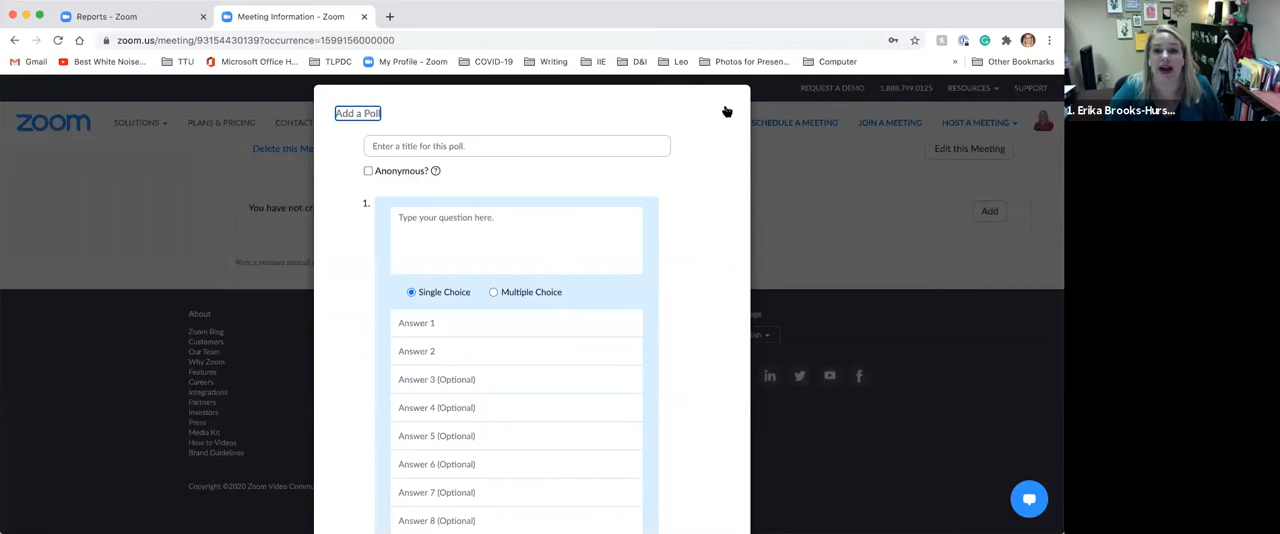 Reports - Zoom
Meeting Information - Zoom
zoom.us/meeting/93154430139?occurrence=1599156000000
Gmail Best White Noise... TTU Microsoft Office H... TLPDC My Profile - Zoom COVID-19 Writing IIE D&I Leo Photos for Presen... Computer » Other Bookmarks
REQUEST A DEMO 1.888.799.0125 RESOURCES SUPPORT
zoom SOLUTIONS PLANS & PRICING CONTAC SCHEDULE A MEETING JOIN A MEETING HOST A MEETING
Delete this Me Edit this Meeting
You have not cr Add
Add a Poll
Enter a title for this poll.
Anonymous?
1.
Type your question here.
Single Choice Multiple Choice
Answer 1
Answer 2
Answer 3 (Optional)
Answer 4 (Optional)
Answer 5 (Optional)
Answer 6 (Optional)
Answer 7 (Optional)
Answer 8 (Optional)
About
Zoom Blog
Customers
Our Team
Why Zoom
Features
Careers
Integrations
Partners
Investors
Press
Media Kit
How to Videos
Brand Guidelines
Copyright ©2020 Zoom Video Commu
1. Erika Brooks-Hurs...